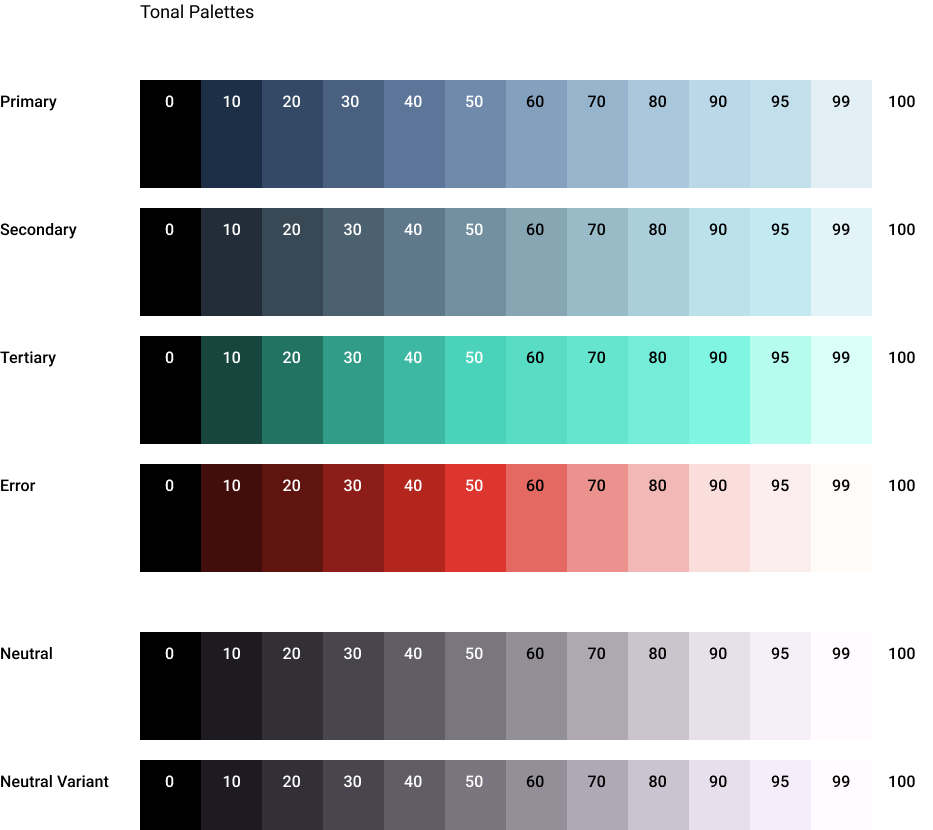 Tonal Palettes
Primary 0 10 20 30 40 50 60 70 80 90 95 99 100
Secondary 0 10 20 30 40 50 60 70 80 90 95 99 100
Tertiary 0 10 20 30 40 50 60 70 80 90 95 99 100
Error 0 10 20 30 40 50 60 70 80 90 95 99 100
Neutral 0 10 20 30 40 50 60 70 80 90 95 99 100
Neutral Variant 0 10 20 30 40 50 60 70 80 90 95 99 100